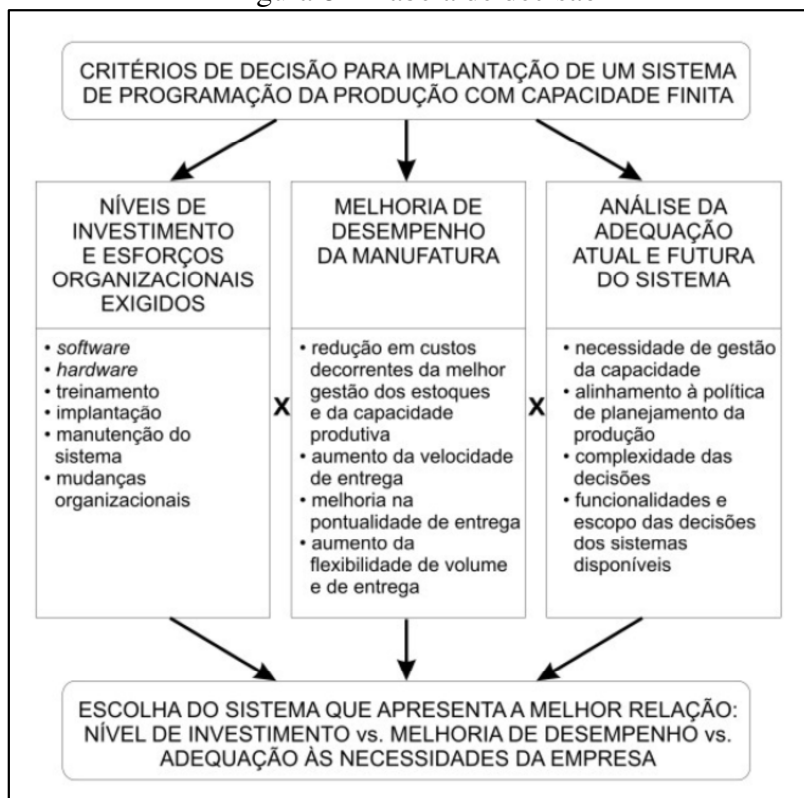 CRITÉRIOS DE DECISÃO PARA IMPLANTAÇÃO DE UM SISTEMA
DE PROGRAMAÇÃO DA PRODUÇÃO COM CAPACIDADE FINITA
NÍVEIS DE
INVESTIMENTO
E ESFORÇOS
ORGANIZACIONAIS
EXIGIDOS
• software
• hardware
• treinamento
• implantação
• manutenção do
sistema
• mudanças
organizacionais
X
MELHORIA DE
DESEMPENHO
DA MANUFATURA
• redução em custos
decorrentes da melhor
gestão dos estoques
e da capacidade
produtiva
• aumento da velocidade
de entrega
• melhoria na
pontualidade de entrega
• aumento da
flexibilidade de volume
e de entrega
X
ANÁLISE DA
ADEQUAÇÃO
ATUAL E FUTURA
DO SISTEMA
• necessidade de gestão
da capacidade
• alinhamento à política
de planejamento da
produção
• complexidade das
decisões
• funcionalidades e
escopo das decisões
dos sistemas
disponíveis
ESCOLHA DO SISTEMA QUE APRESENTA A MELHOR RELAÇÃO:
NÍVEL DE INVESTIMENTO vs. MELHORIA DE DESEMPENHO vs.
ADEQUAÇÃO ÀS NECESSIDADES DA EMPRESA